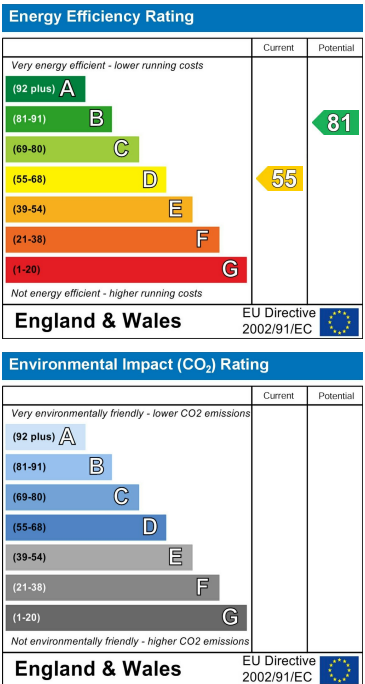 Energy Efficiency Rating
Current Potential
Very energy efficient - lower running costs
(92 plus) A
(81-91) B
81
(69-80) C
(55-68) D
55
(39-54) E
(21-38) F
(1-20) G
Not energy efficient - higher running costs
England & Wales
EU Directive
2002/91/EC
Environmental Impact (CO₂) Rating
Current Potential
Very environmentally friendly - lower CO2 emissions
(92 plus) A
(81-91) B
(69-80) C
(55-68) D
(39-54) E
(21-38) F
(1-20) G
Not environmentally friendly - higher CO2 emissions
England & Wales
EU Directive
2002/91/EC